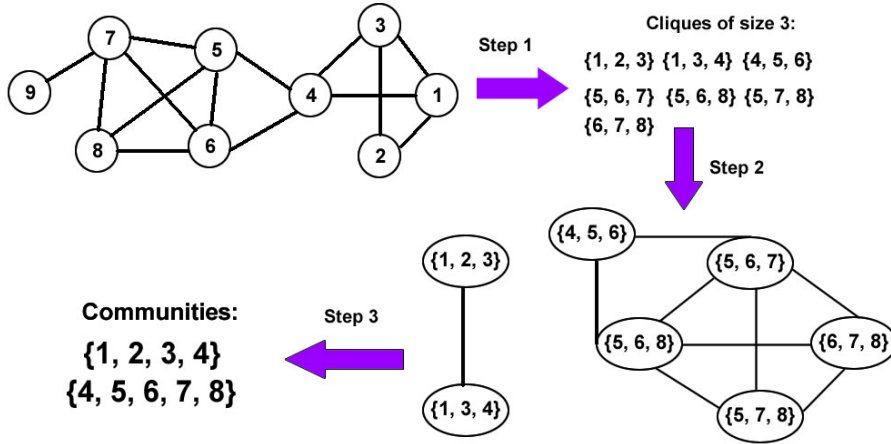 7
5
3
9
4
1
8
6
2
Step 1
Cliques of size 3:
{1, 2, 3} {1, 3, 4} {4, 5, 6}
{5, 6, 7} {5, 6, 8} {5, 7, 8}
{6, 7, 8}
Step 2
{4, 5, 6}
{5, 6, 7}
{5, 6, 8}
{6, 7, 8}
{5, 7, 8}
{1, 2, 3}
{1, 3, 4}
Step 3
Communities:
{1, 2, 3, 4}
{4, 5, 6, 7, 8}